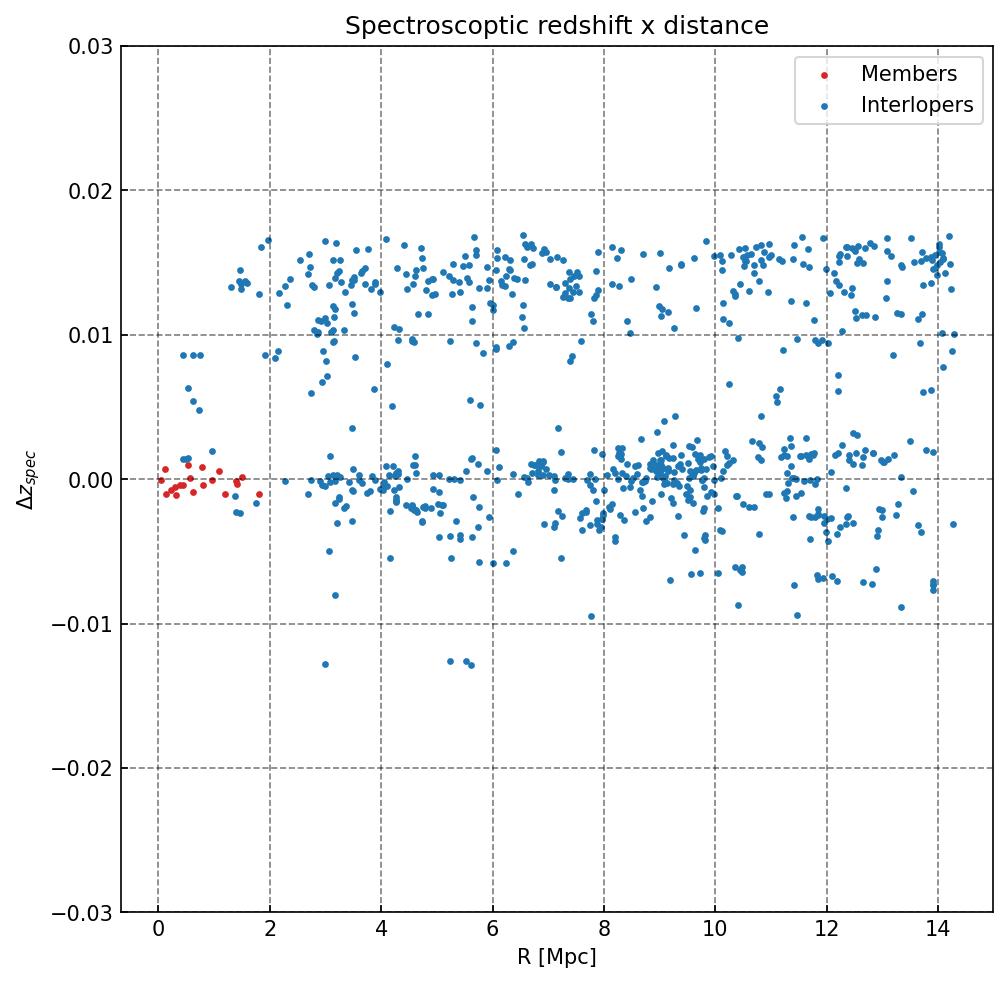 Spectroscoptic redshift x distance
0.03
0.02
0.01
0.00
−0.01
−0.02
−0.03
Δz_spec
Members
Interlopers
0 2 4 6 8 10 12 14
R [Mpc]